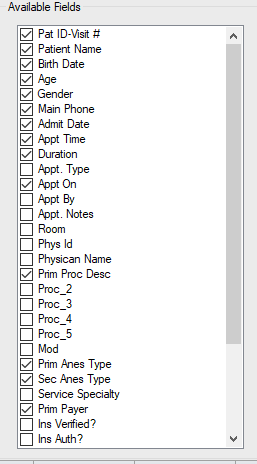 Available Fields
Pat ID-Visit #
Patient Name
Birth Date
Age
Gender
Main Phone
Admit Date
Appt Time
Duration
Appt. Type
Appt On
Appt By
Appt. Notes
Room
Phys Id
Physican Name
Prim Proc Desc
Proc_2
Proc_3
Proc_4
Proc_5
Mod
Prim Anes Type
Sec Anes Type
Service Specialty
Prim Payer
Ins Verified?
Ins Auth?